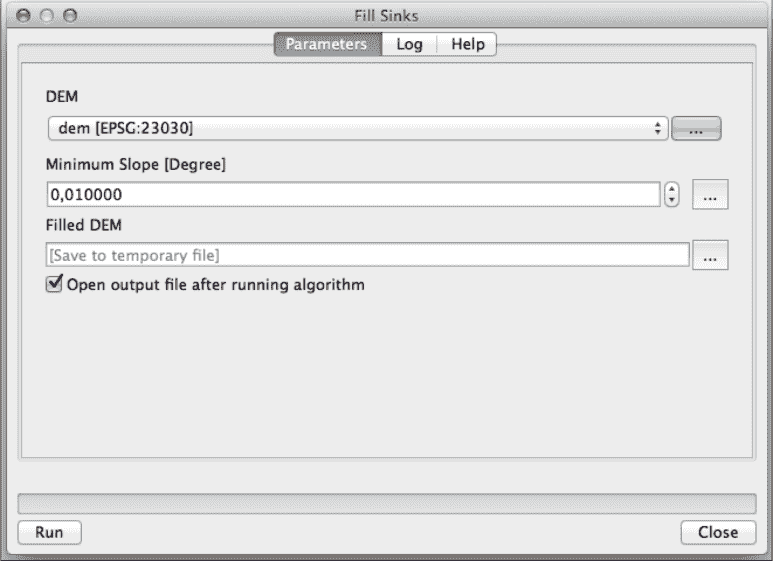 Fill Sinks
Parameters Log Help
DEM
dem [EPSG:23030]
...
Minimum Slope [Degree]
0,010000
...
Filled DEM
[Save to temporary file]
...
Open output file after running algorithm
Run
Close